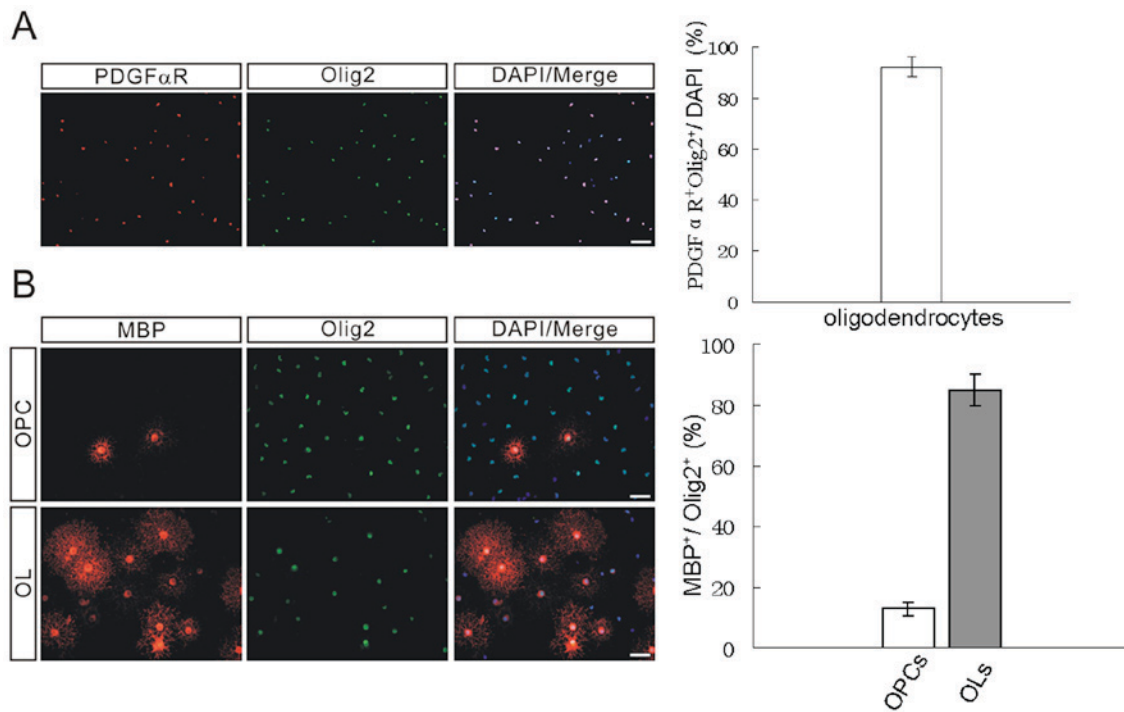 A
PDGFαR Olig2 DAPI/Merge
PDGF α R⁺Olig2⁺/ DAPI (%)
100
80
60
40
20
0
oligodendrocytes
B
MBP Olig2 DAPI/Merge
OPC
OL
MBP⁺/ Olig2⁺ (%)
100
80
60
40
20
0
OPCs OLs